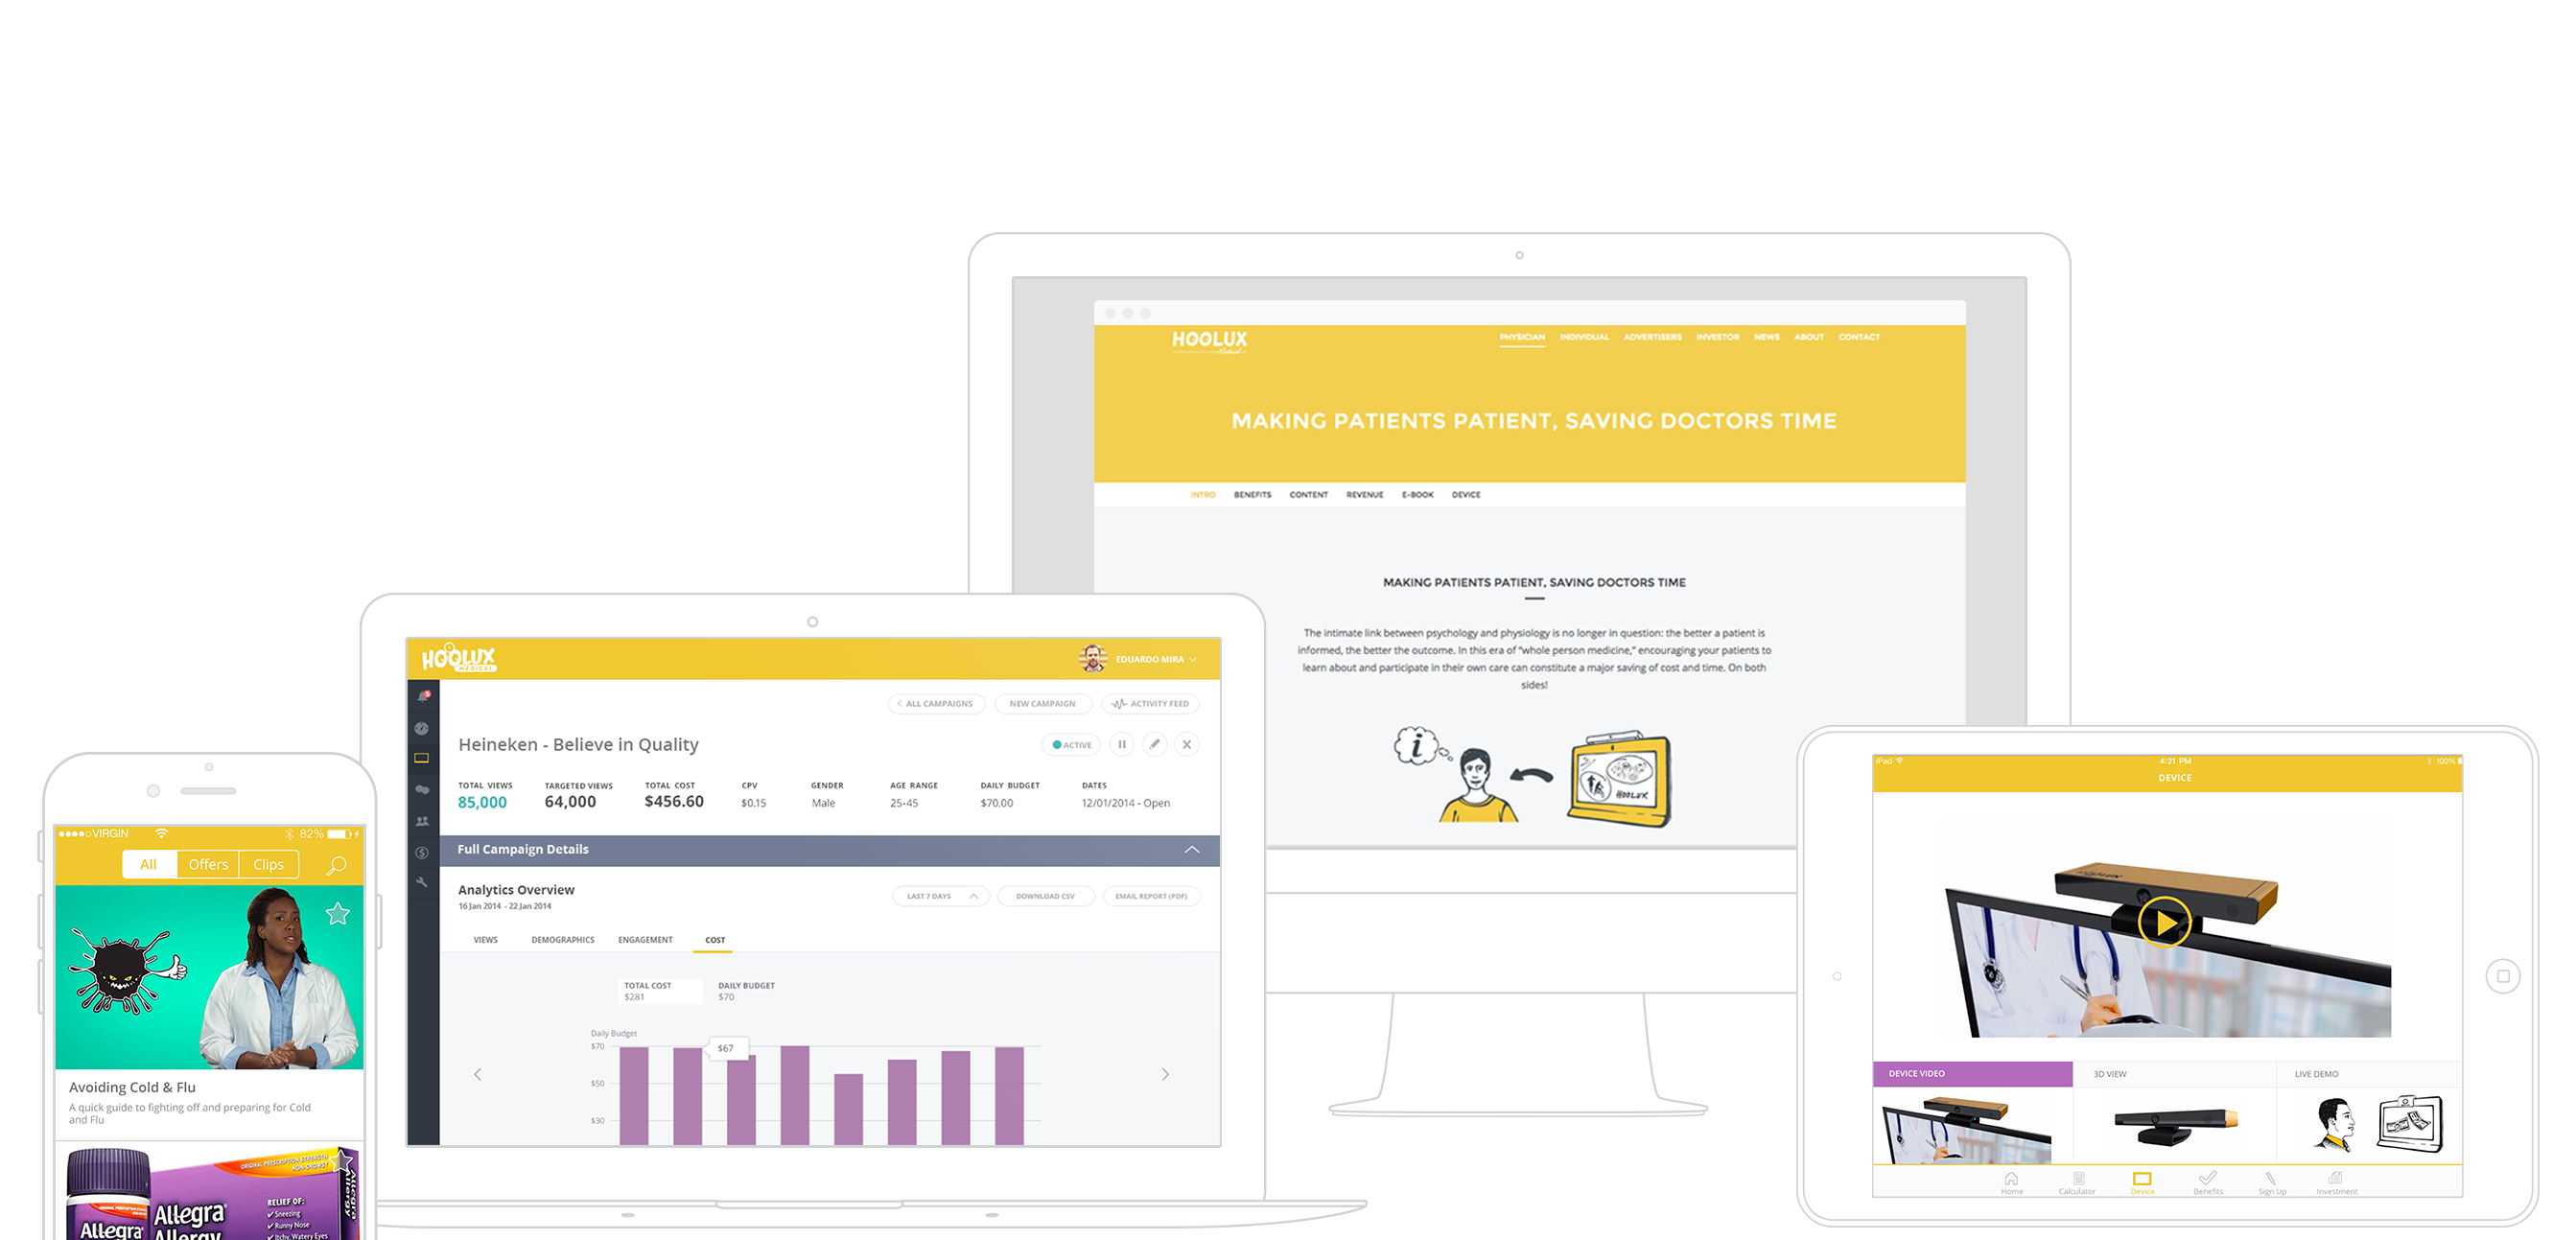 HOOLUX
Medical
PHYSICIAN INDIVIDUAL ADVERTISERS INVESTOR NEWS ABOUT CONTACT
MAKING PATIENTS PATIENT, SAVING DOCTORS TIME
INTRO BENEFITS CONTENT REVENUE E-BOOK DEVICE
MAKING PATIENTS PATIENT, SAVING DOCTORS TIME
The intimate link between psychology and physiology is no longer in question: the better a patient is
informed, the better the outcome. In this era of "whole person medicine," encouraging your patients to
learn about and participate in their own care can constitute a major saving of cost and time. On both
sides!
i
HOOLUX
HOOLUX
MEDICAL
EDUARDO MIRA
ALL CAMPAIGNS NEW CAMPAIGN ACTIVITY FEED
Heineken - Believe in Quality
ACTIVE
TOTAL VIEWS TARGETED VIEWS TOTAL COST CPV GENDER AGE RANGE DAILY BUDGET DATES
85,000 64,000 $456.60 $0.15 Male 25-45 $70.00 12/01/2014 - Open
Full Campaign Details
Analytics Overview
16 Jan 2014 - 22 Jan 2014
LAST 7 DAYS DOWNLOAD CSV EMAIL REPORT (PDF)
VIEWS DEMOGRAPHICS ENGAGEMENT COST
TOTAL COST DAILY BUDGET
$281 $70
Daily Budget
$70
$67
$50
$30
VIRGIN 82%
All Offers Clips
Avoiding Cold & Flu
A quick guide to fighting off and preparing for Cold
and Flu
ORIGINAL PRESCRIPTION STRENGTH
NON-DROWSY
Allegra
Allergy
RELIEF OF:
Sneezing
Runny Nose
Itchy, Watery Eyes
Allegra
Allegra
Allergy
iPad 4:21 PM 100%
DEVICE
DEVICE VIDEO 3D VIEW LIVE DEMO
Home Calculator Device Benefits Sign Up Investment